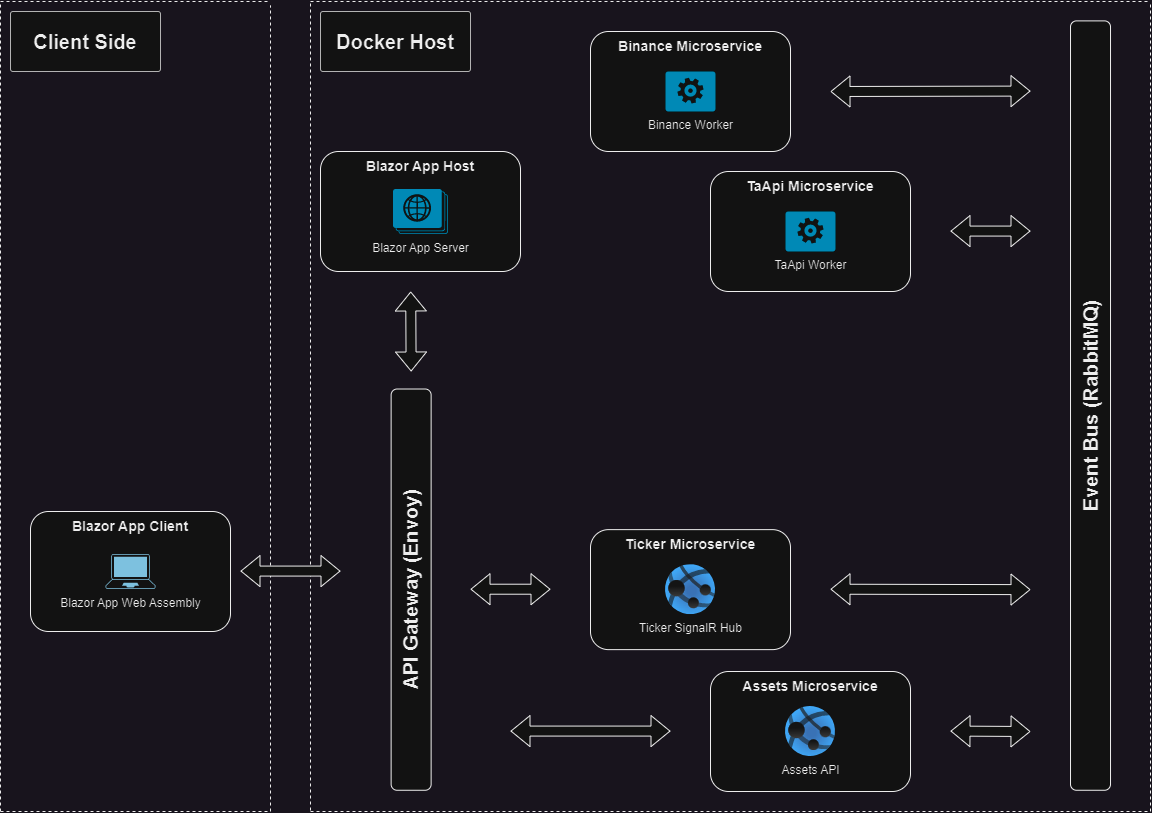 Client Side
Docker Host
Binance Microservice
Binance Worker
Blazor App Host
Blazor App Server
TaApi Microservice
TaApi Worker
Event Bus (RabbitMQ)
API Gateway (Envoy)
Blazor App Client
Blazor App Web Assembly
Ticker Microservice
Ticker SignalR Hub
Assets Microservice
Assets API